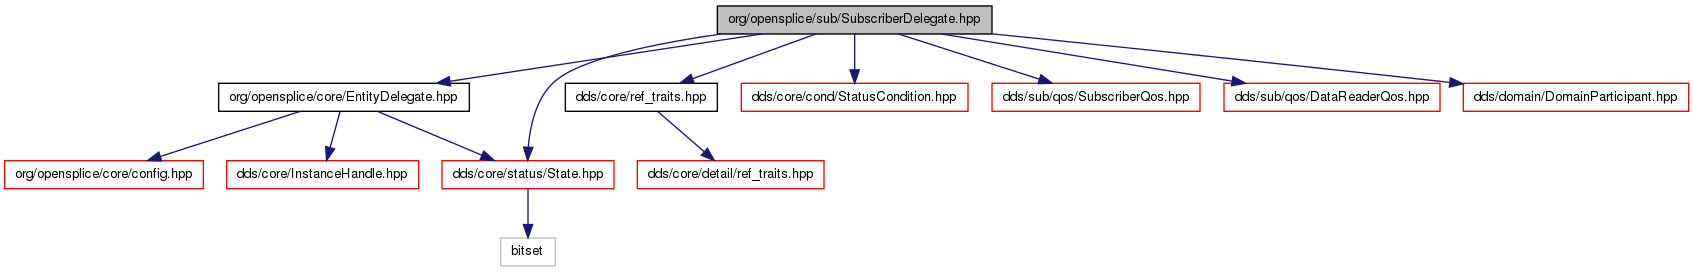 org/opensplice/sub/SubscriberDelegate.hpp
org/opensplice/core/EntityDelegate.hpp
dds/core/ref_traits.hpp
dds/core/cond/StatusCondition.hpp
dds/sub/qos/SubscriberQos.hpp
dds/sub/qos/DataReaderQos.hpp
dds/domain/DomainParticipant.hpp
org/opensplice/core/config.hpp
dds/core/InstanceHandle.hpp
dds/core/status/State.hpp
dds/core/detail/ref_traits.hpp
bitset